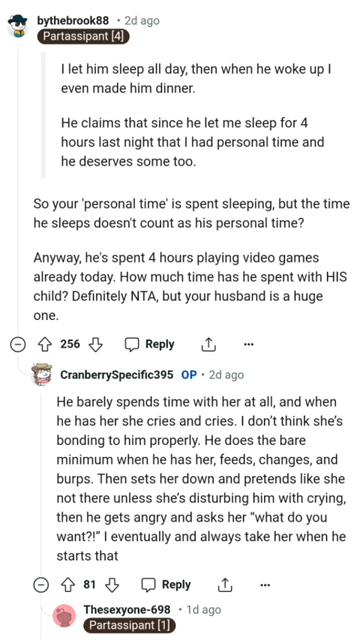 bythebrook88 • 2d ago
Partassipant [4]
I let him sleep all day, then when he woke up I
even made him dinner.
He claims that since he let me sleep for 4
hours last night that I had personal time and
he deserves some too.
So your 'personal time' is spent sleeping, but the time
he sleeps doesn't count as his personal time?
Anyway, he's spent 4 hours playing video games
already today. How much time has he spent with HIS
child? Definitely NTA, but your husband is a huge
one.
256 Reply ...
CranberrySpecific395 OP • 2d ago
He barely spends time with her at all, and when
he has her she cries and cries. I don't think she's
bonding to him properly. He does the bare
minimum when he has her, feeds, changes, and
burps. Then sets her down and pretends like she
not there unless she's disturbing him with crying,
then he gets angry and asks her “what do you
want?!” I eventually and always take her when he
starts that
81 Reply ...
Thesexyone-698 • 1d ago
Partassipant [1]